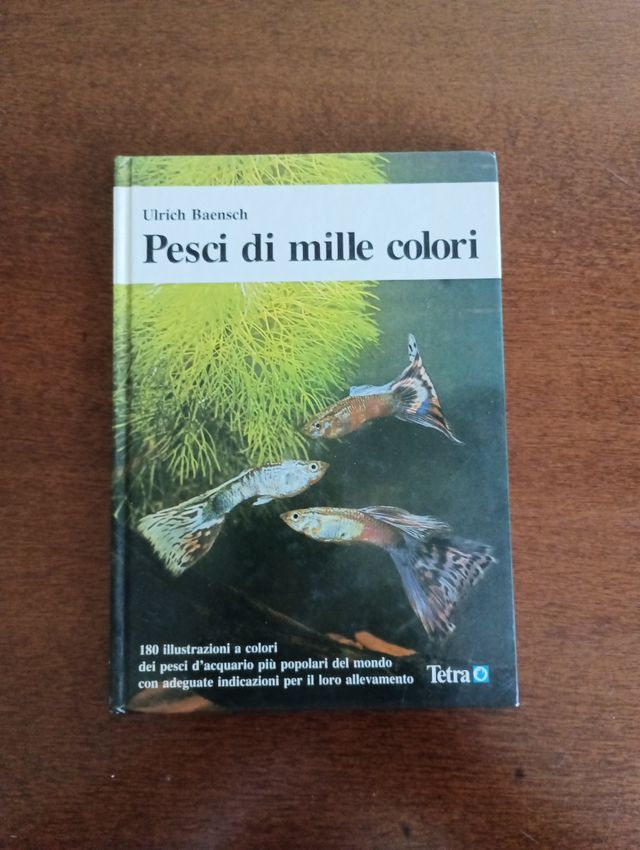 Ulrich Baensch
Pesci di mille colori
180 illustrazioni a colori
dei pesci d'acquario più popolari del mondo
con adeguate indicazioni per il loro allevamento
Tetra